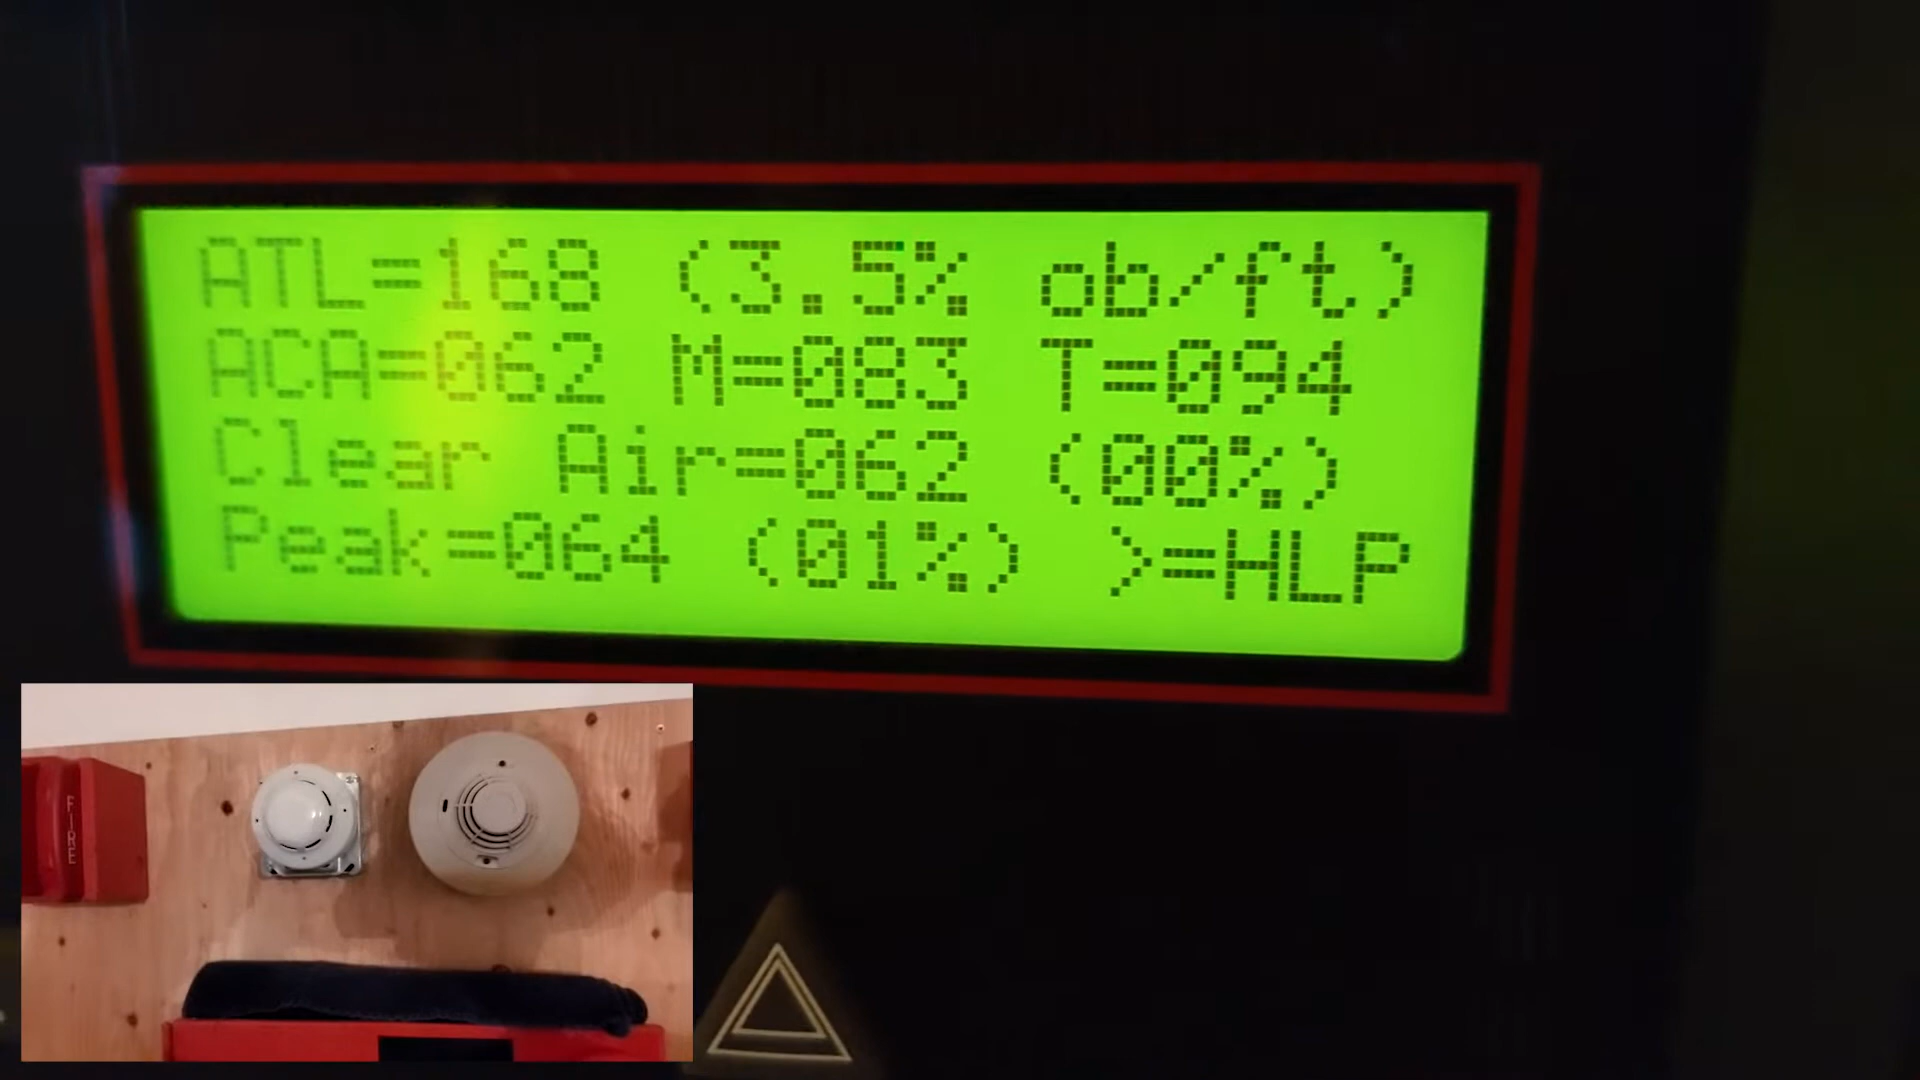 ATL=168 (3.5% ob/ft)
ACA=062 M=083 T=094
Clear Air=062 (00%)
Peak=064 (01%) >=HLP
FIRE